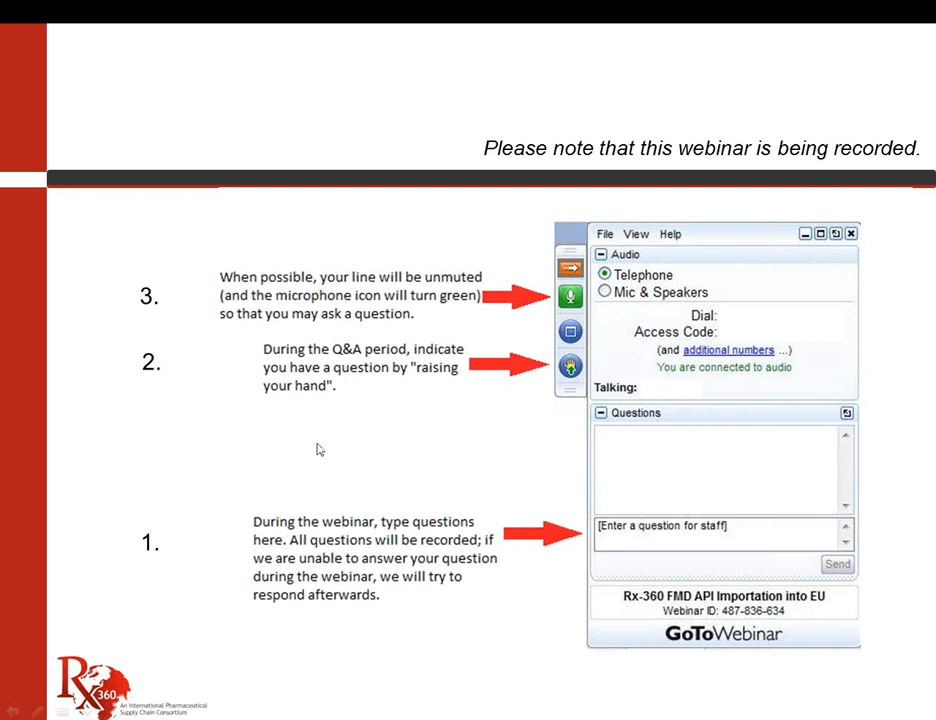 Please note that this webinar is being recorded.
3.
When possible, your line will be unmuted
(and the microphone icon will turn green)
so that you may ask a question.
2.
During the Q&A period, indicate
you have a question by "raising
your hand".
1.
During the webinar, type questions
here. All questions will be recorded; if
we are unable to answer your question
during the webinar, we will try to
respond afterwards.
File View Help
Audio
Telephone
Mic & Speakers
Dial:
Access Code:
(and additional numbers ...)
You are connected to audio
Talking:
Questions
[Enter a question for staff]
Send
Rx-360 FMD API Importation into EU
Webinar ID: 487-836-634
GoToWebinar
Rx
360
An International Pharmaceutical
Supply Chain Consortium